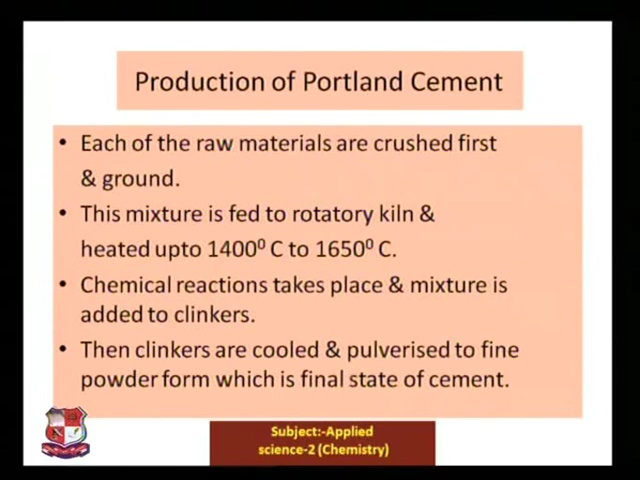 Production of Portland Cement
• Each of the raw materials are crushed first
& ground.
• This mixture is fed to rotatory kiln &
heated upto 1400⁰ C to 1650⁰ C.
• Chemical reactions takes place & mixture is
added to clinkers.
• Then clinkers are cooled & pulverised to fine
powder form which is final state of cement.
Subject:-Applied
science-2 (Chemistry)